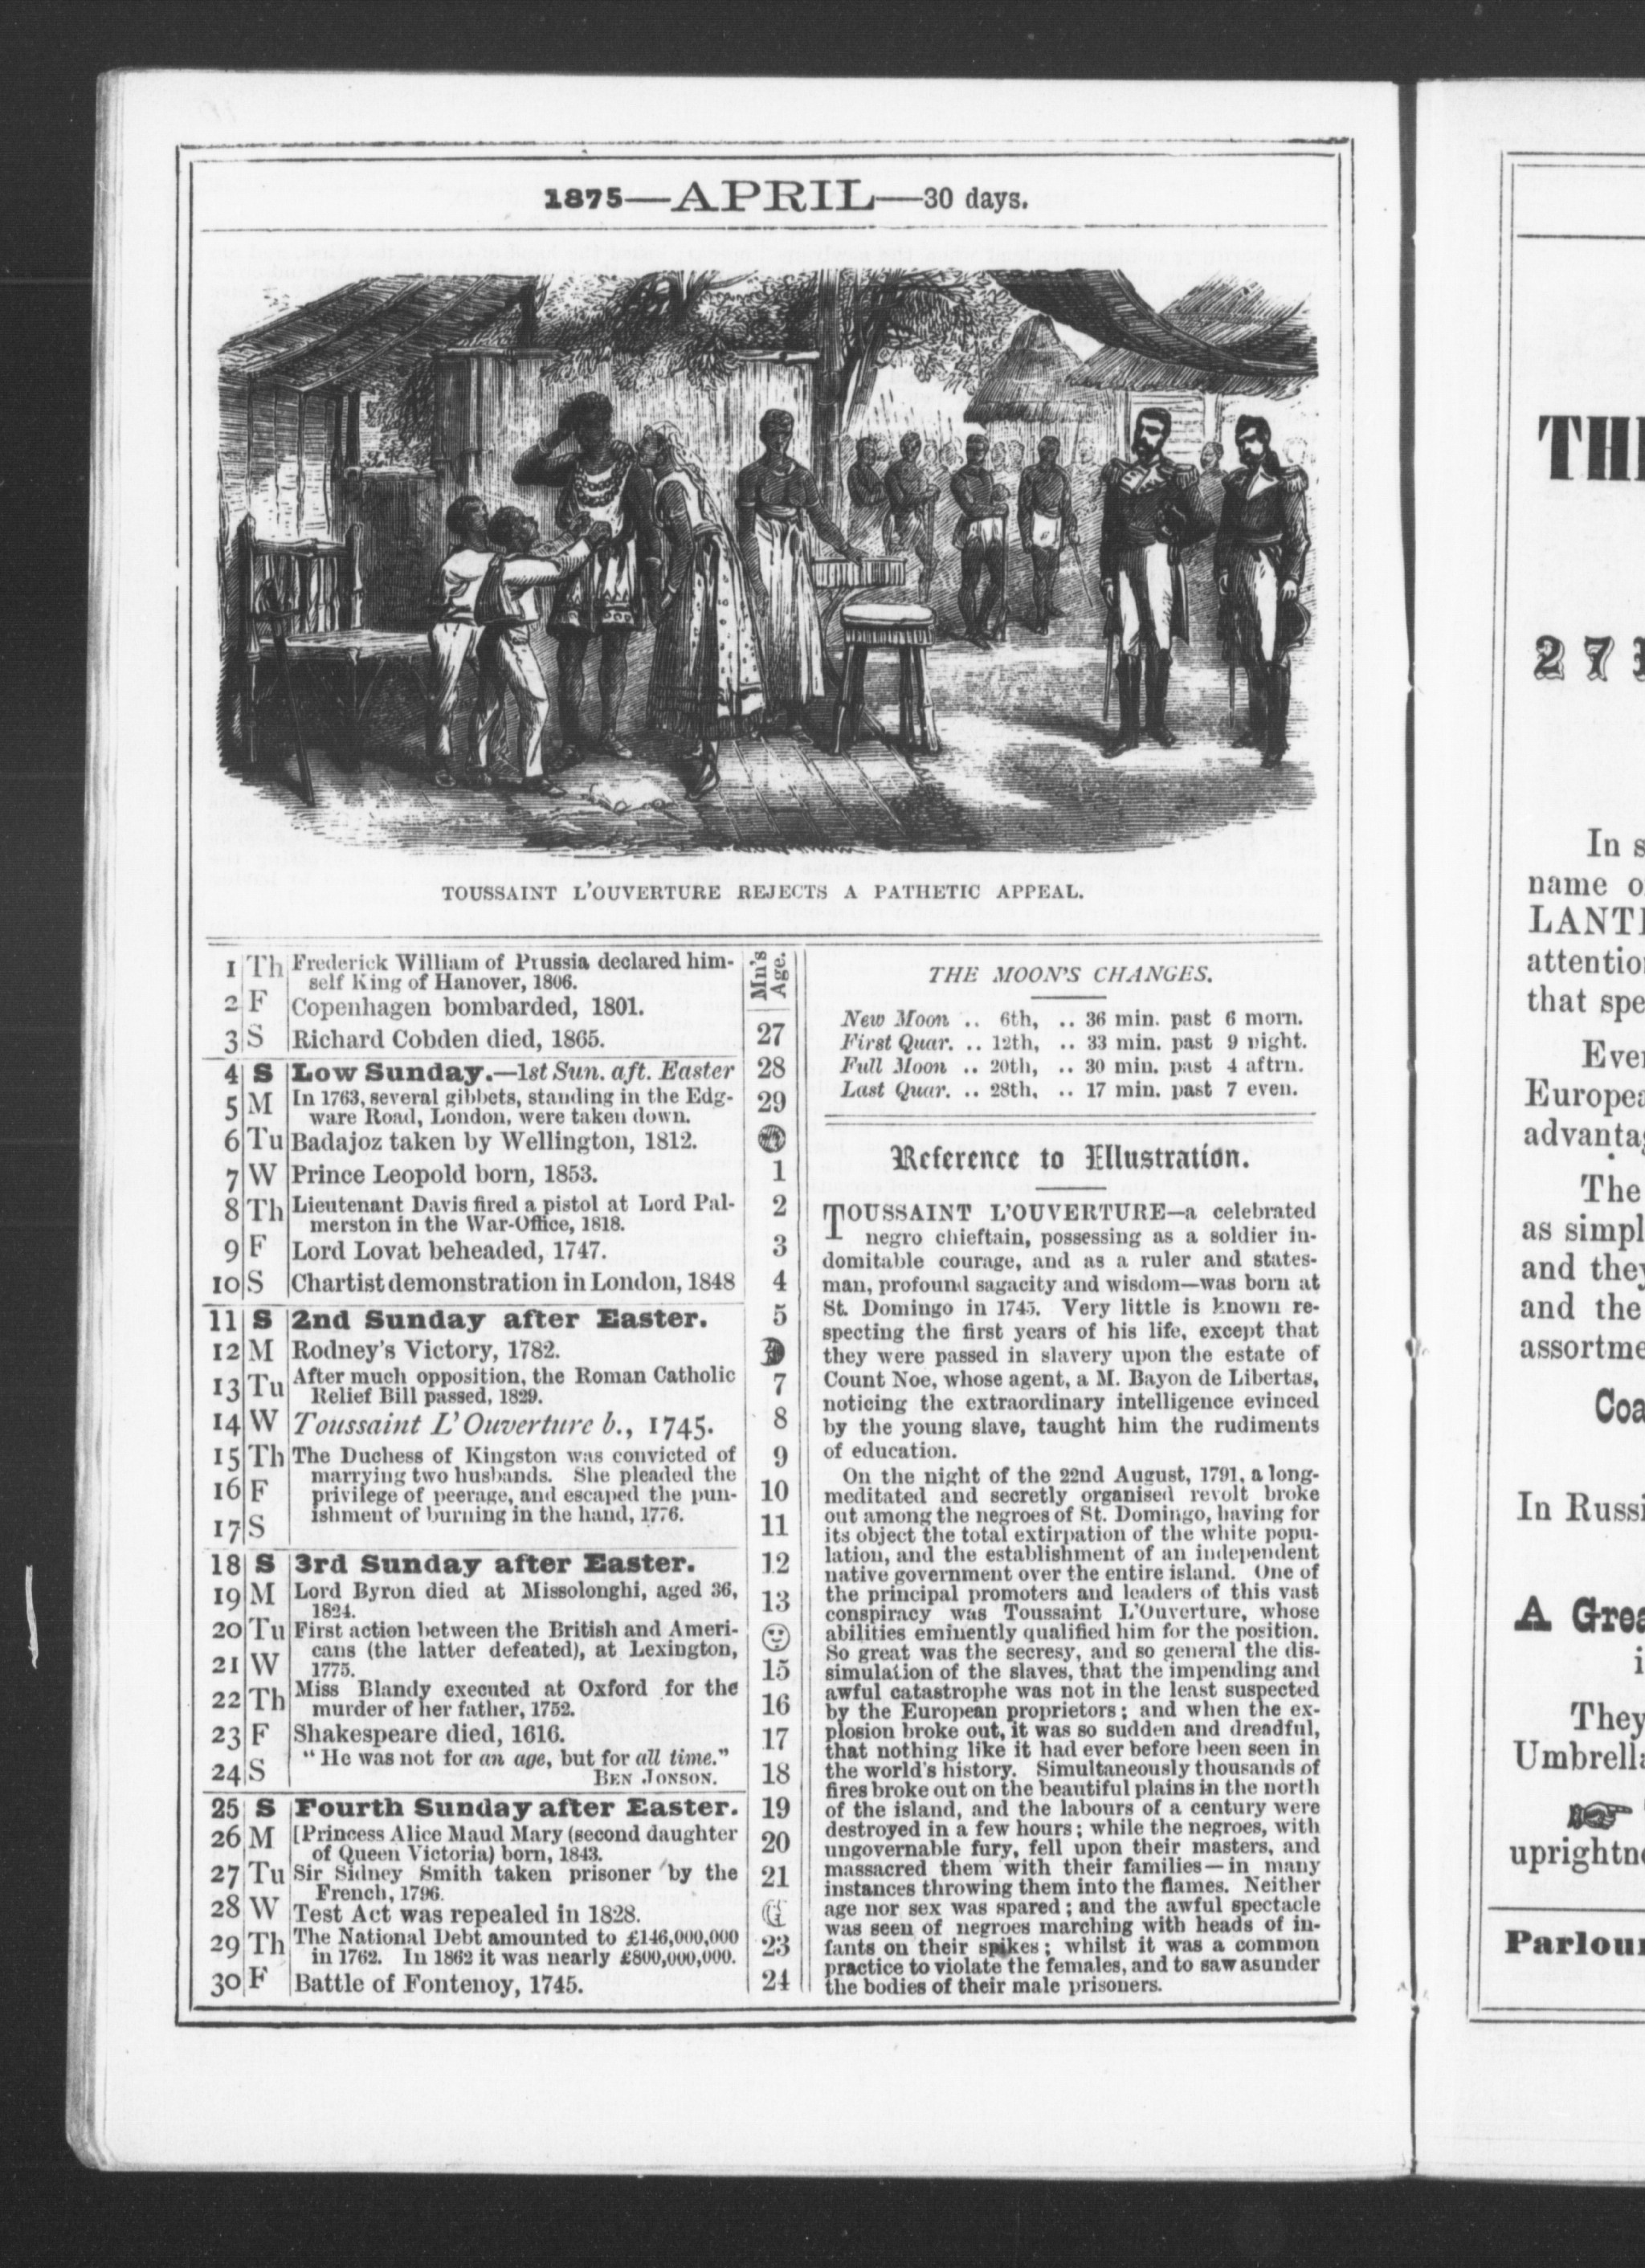 1875—APRIL—30 days.
TOUSSAINT L'OUVERTURE REJECTS A PATHETIC APPEAL.
1 Th Frederick William of Prussia declared him-
self King of Hanover, 1806.
2 F Copenhagen bombarded, 1801.
3 S Richard Cobden died, 1865.
4 S Low Sunday.—1st Sun. aft. Easter
5 M In 1763, several gibbets, standing in the Edg-
ware Road, London, were taken down.
6 Tu Badajoz taken by Wellington, 1812.
7 W Prince Leopold born, 1853.
8 Th Lieutenant Davis fired a pistol at Lord Pal-
merston in the War-Office, 1818.
9 F Lord Lovat beheaded, 1747.
10 S Chartist demonstration in London, 1848
11 S 2nd Sunday after Easter.
12 M Rodney's Victory, 1782.
13 Tu After much opposition, the Roman Catholic
Relief Bill passed, 1829.
14 W Toussaint L'Ouverture b., 1745.
15 Th The Duchess of Kingston was convicted of
marrying two husbands. She pleaded the
16 F privilege of peerage, and escaped the pun-
ishment of burning in the hand, 1776.
17 S
18 S 3rd Sunday after Easter.
19 M Lord Byron died at Missolonghi, aged 36,
1824.
20 Tu First action between the British and Ameri-
cans (the latter defeated), at Lexington,
21 W 1775.
22 Th Miss Blandy executed at Oxford for the
murder of her father, 1752.
23 F Shakespeare died, 1616.
"He was not for an age, but for all time."
24 S BEN JONSON.
25 S Fourth Sunday after Easter.
26 M [Princess Alice Maud Mary (second daughter
of Queen Victoria) born, 1843.
27 Tu Sir Sidney Smith taken prisoner by the
French, 1796.
28 W Test Act was repealed in 1828.
29 Th The National Debt amounted to £146,000,000
in 1762. In 1862 it was nearly £800,000,000.
30 F Battle of Fontenoy, 1745.
Mn's
Age.
27
28
29
1
2
3
4
5
7
8
9
10
11
12
13
15
16
17
18
19
20
21
23
24
THE MOON'S CHANGES.
New Moon .. 6th, .. 36 min. past 6 morn.
First Quar. .. 12th, .. 33 min. past 9 night.
Full Moon .. 20th, .. 30 min. past 4 aftrn.
Last Quar. .. 28th, .. 17 min. past 7 even.
Reference to Illustration.
TOUSSAINT L'OUVERTURE—a celebrated
negro chieftain, possessing as a soldier in-
domitable courage, and as a ruler and states-
man, profound sagacity and wisdom—was born at
St. Domingo in 1745. Very little is known re-
specting the first years of his life, except that
they were passed in slavery upon the estate of
Count Noe, whose agent, a M. Bayon de Libertas,
noticing the extraordinary intelligence evinced
by the young slave, taught him the rudiments
of education.
On the night of the 22nd August, 1791, a long-
meditated and secretly organised revolt broke
out among the negroes of St. Domingo, having for
its object the total extirpation of the white popu-
lation, and the establishment of an independent
native government over the entire island. One of
the principal promoters and leaders of this vast
conspiracy was Toussaint L'Ouverture, whose
abilities eminently qualified him for the position.
So great was the secresy, and so general the dis-
simulation of the slaves, that the impending and
awful catastrophe was not in the least suspected
by the European proprietors; and when the ex-
plosion broke out, it was so sudden and dreadful,
that nothing like it had ever before been seen in
the world's history. Simultaneously thousands of
fires broke out on the beautiful plains in the north
of the island, and the labours of a century were
destroyed in a few hours; while the negroes, with
ungovernable fury, fell upon their masters, and
massacred them with their families—in many
instances throwing them into the flames. Neither
age nor sex was spared; and the awful spectacle
was seen of negroes marching with heads of in-
fants on their spikes; whilst it was a common
practice to violate the females, and to saw asunder
the bodies of their male prisoners.
27
In
name
that
The
as simpl
and they
and the
In Russi
A Grea
They
Umbrella
uprightn
Parlour